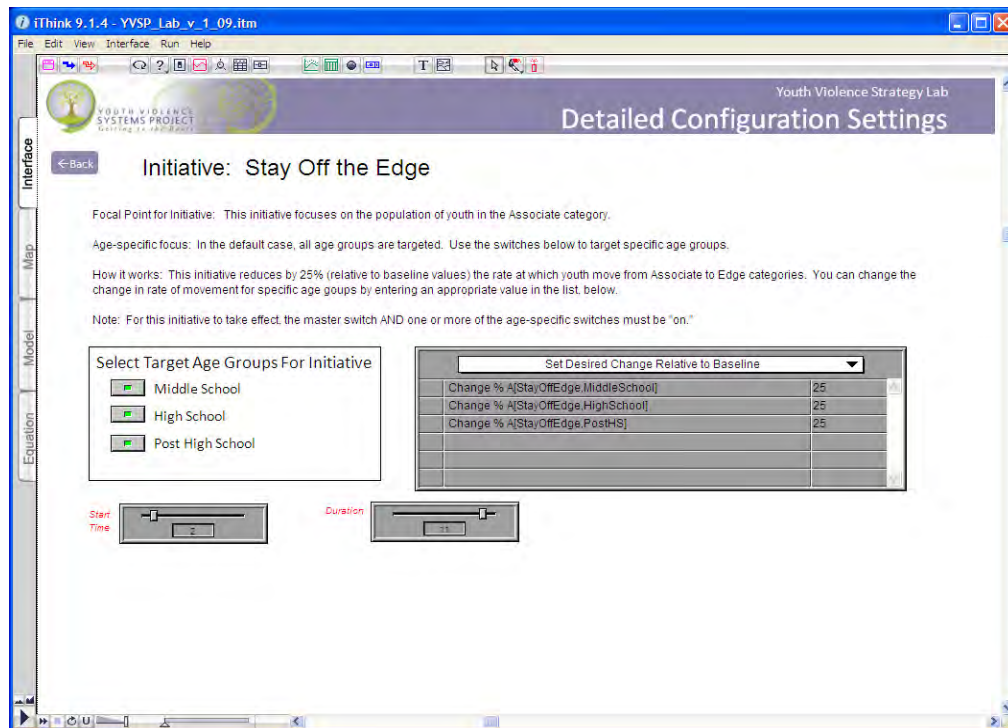 iThink 9.1.4 - YVSP_Lab_v_1_09.itm
File Edit View Interface Run Help
Youth Violence Strategy Lab
YOUTH VIOLENCE
SYSTEMS PROJECT
Getting to the Roots
Detailed Configuration Settings
Interface
Map
Model
Equation
←Back
Initiative: Stay Off the Edge
Focal Point for Initiative: This initiative focuses on the population of youth in the Associate category.
Age-specific focus: In the default case, all age groups are targeted. Use the switches below to target specific age groups.
How it works: This initiative reduces by 25% (relative to baseline values) the rate at which youth move from Associate to Edge categories. You can change the
change in rate of movement for specific age goups by entering an appropriate value in the list, below.
Note: For this initiative to take effect, the master switch AND one or more of the age-specific switches must be "on."
Select Target Age Groups For Initiative
Middle School
High School
Post High School
Set Desired Change Relative to Baseline
Change % A[StayOffEdge,MiddleSchool] 25
Change % A[StayOffEdge,HighSchool] 25
Change % A[StayOffEdge,PostHS] 25
Start
Time
2
Duration
U